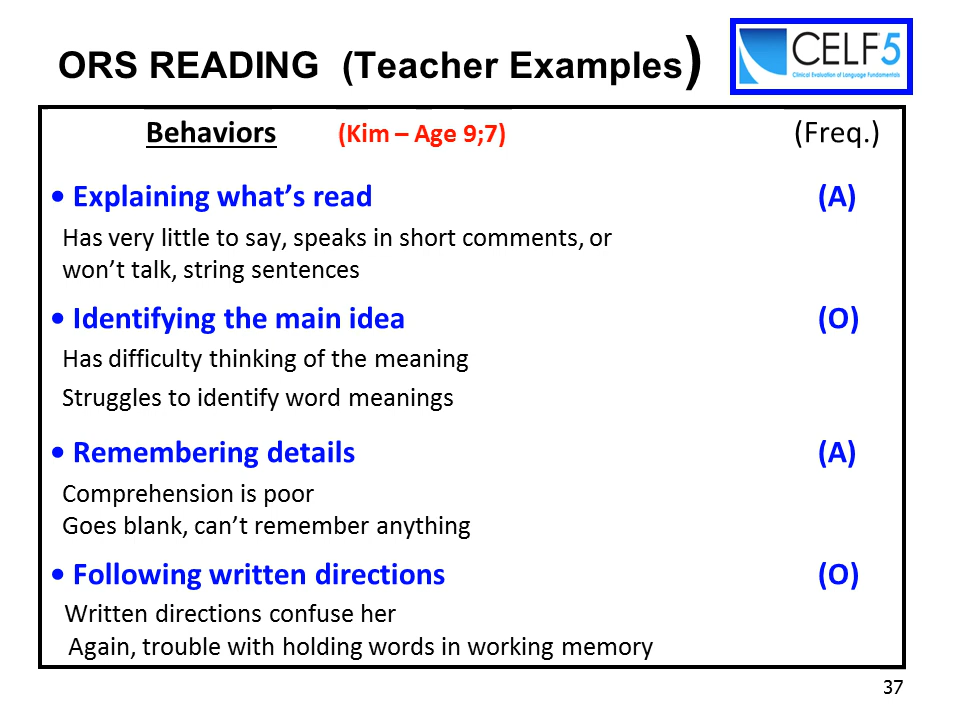 ORS READING (Teacher Examples)
CELF 5
Clinical Evaluation of Language Fundamentals
Behaviors (Kim – Age 9;7) (Freq.)
• Explaining what’s read (A)
Has very little to say, speaks in short comments, or
won’t talk, string sentences
• Identifying the main idea (O)
Has difficulty thinking of the meaning
Struggles to identify word meanings
• Remembering details (A)
Comprehension is poor
Goes blank, can’t remember anything
• Following written directions (O)
Written directions confuse her
Again, trouble with holding words in working memory
37